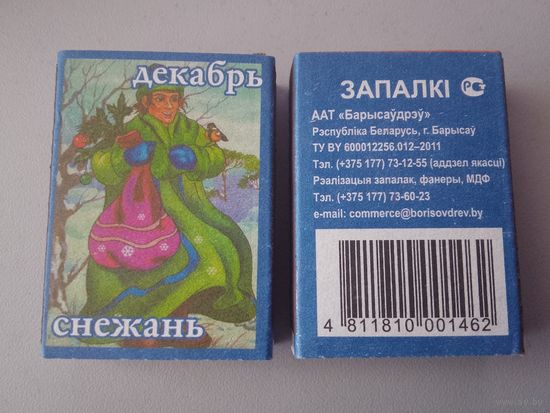 декабрь
снежань
ЗАПАЛКІ РСТ
ААТ «Барысаўдрэў»
Рэспубліка Беларусь, г. Барысаў
ТУ BY 600012256.012–2011
Тэл. (+375 177) 73-12-55 (аддзел якасці)
Рэалізацыя запалак, фанеры, МДФ
Тэл. (+375 177) 73-60-23
e-mail: commerce@borisovdrev.by
4 811810 001462